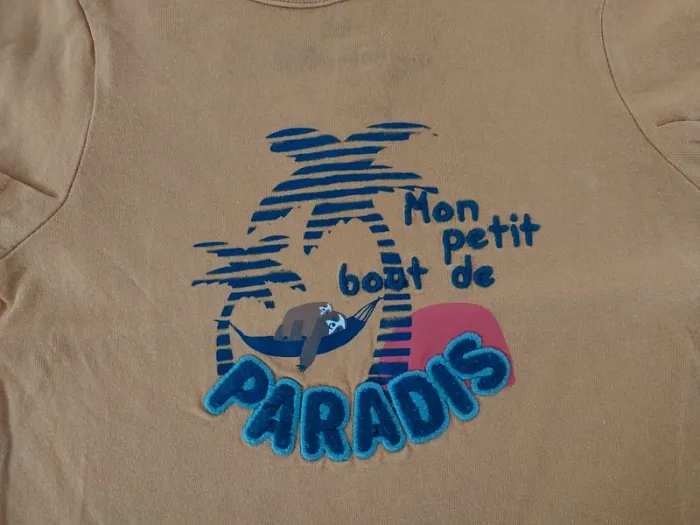 Mon
petit
bout de
PARADIS